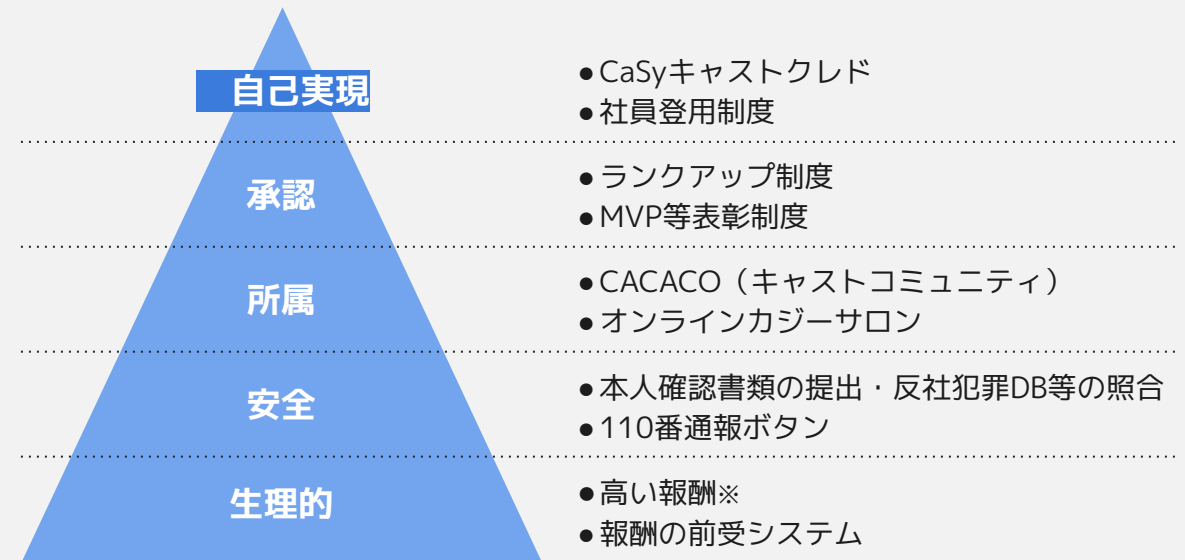 自己実現
●CaSyキャストクレド
●社員登用制度
承認
●ランクアップ制度
●MVP等表彰制度
所属
●CACACO（キャストコミュニティ）
●オンラインカジーサロン
安全
●本人確認書類の提出・反社犯罪DB等の照合
●110番通報ボタン
生理的
●高い報酬※
●報酬の前受システム